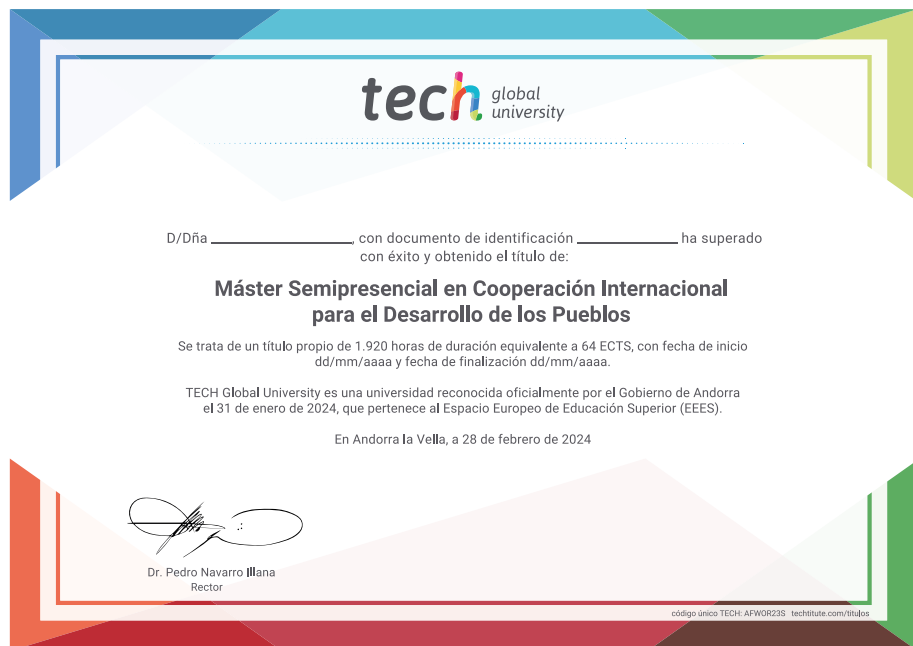 tech global university
D/Dña ____________, con documento de identificación ____________ ha superado
con éxito y obtenido el título de:
Máster Semipresencial en Cooperación Internacional
para el Desarrollo de los Pueblos
Se trata de un título propio de 1.920 horas de duración equivalente a 64 ECTS, con fecha de inicio
dd/mm/aaaa y fecha de finalización dd/mm/aaaa.
TECH Global University es una universidad reconocida oficialmente por el Gobierno de Andorra
el 31 de enero de 2024, que pertenece al Espacio Europeo de Educación Superior (EEES).
En Andorra la Vella, a 28 de febrero de 2024
Dr. Pedro Navarro Illana
Rector
código único TECH: AFWOR23S techtitute.com/titulos